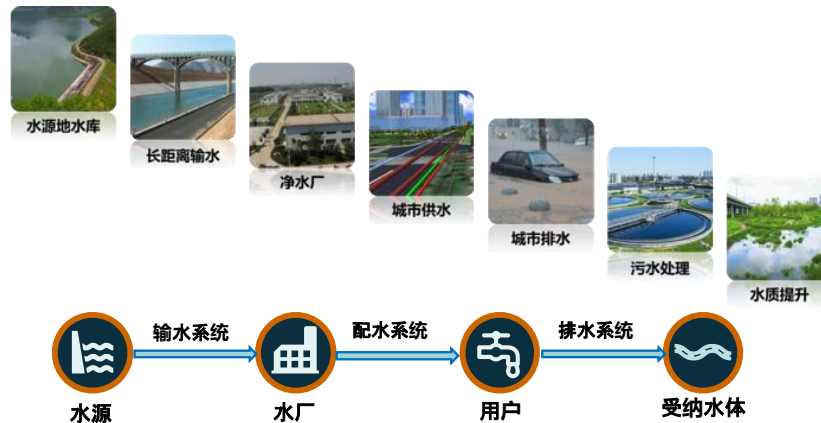 水源地水库
长距离输水
净水厂
城市供水
城市排水
污水处理
水质提升
输水系统
配水系统
排水系统
水源
水厂
用户
受纳水体